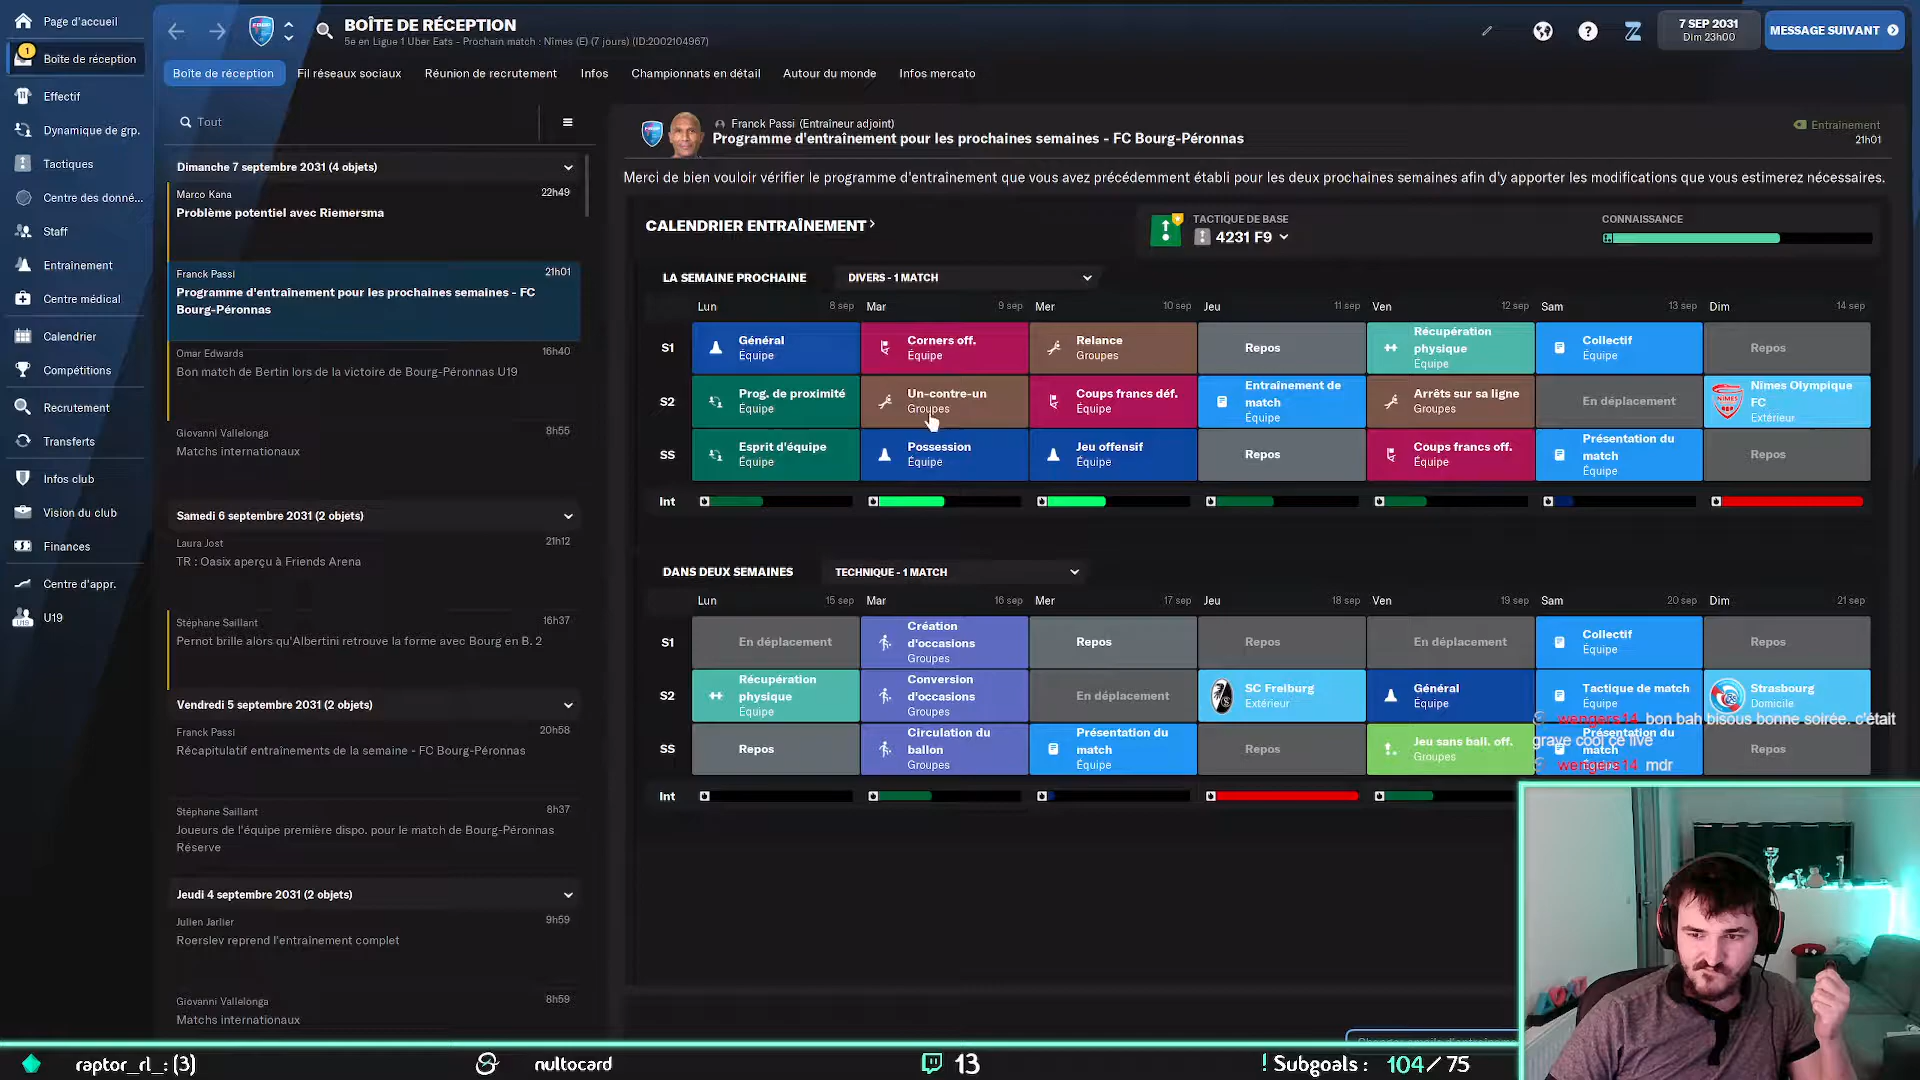 Page d'accueil
1
Boîte de réception
Effectif
Dynamique de grp.
Tactiques
Centre des donné...
Staff
Entraînement
Centre médical
Calendrier
Compétitions
Recrutement
Transferts
Infos club
Vision du club
Finances
Centre d'appr.
U19
BOÎTE DE RÉCEPTION
5e en Ligue 1 Uber Eats - Prochain match : Nîmes (E) (7 jours) (ID:2002104967)
7 SEP 2031
Dim 23h00
MESSAGE SUIVANT
Boîte de réception
Fil réseaux sociaux
Réunion de recrutement
Infos
Championnats en détail
Autour du monde
Infos mercato
Tout
Dimanche 7 septembre 2031 (4 objets)
Marco Kana 22h49
Problème potentiel avec Riemersma
Franck Passi 21h01
Programme d'entraînement pour les prochaines semaines - FC
Bourg-Péronnas
Omar Edwards 16h40
Bon match de Bertin lors de la victoire de Bourg-Péronnas U19
Giovanni Vallelonga 8h55
Matchs internationaux
Samedi 6 septembre 2031 (2 objets)
Laura Jost 21h12
TR : Oasix aperçu à Friends Arena
Stéphane Saillant 16h37
Pernot brille alors qu'Albertini retrouve la forme avec Bourg en B. 2
Vendredi 5 septembre 2031 (2 objets)
Franck Passi 20h58
Récapitulatif entraînements de la semaine - FC Bourg-Péronnas
Stéphane Saillant 8h37
Joueurs de l'équipe première dispo. pour le match de Bourg-Péronnas
Réserve
Jeudi 4 septembre 2031 (2 objets)
Julien Jarlier 9h59
Roerslev reprend l'entraînement complet
Giovanni Vallelonga 8h59
Matchs internationaux
Franck Passi (Entraîneur adjoint)
Programme d'entraînement pour les prochaines semaines - FC Bourg-Péronnas
Entraînement
21h01
Merci de bien vouloir vérifier le programme d'entraînement que vous avez précédemment établi pour les deux prochaines semaines afin d'y apporter les modifications que vous estimerez nécessaires.
CALENDRIER ENTRAÎNEMENT
TACTIQUE DE BASE
4231 F9
CONNAISSANCE
LA SEMAINE PROCHAINE
DIVERS - 1 MATCH
Lun 8 sep Mar 9 sep Mer 10 sep Jeu 11 sep Ven 12 sep Sam 13 sep Dim 14 sep
S1
Général
Équipe
Corners off.
Équipe
Relance
Groupes
Repos
Récupération
physique
Équipe
Collectif
Équipe
Repos
S2
Prog. de proximité
Équipe
Un-contre-un
Groupes
Coups francs déf.
Équipe
Entraînement de
match
Équipe
Arrêts sur sa ligne
Groupes
En déplacement
NIMES
Nîmes Olympique
FC
Extérieur
SS
Esprit d'équipe
Équipe
Possession
Équipe
Jeu offensif
Équipe
Repos
Coups francs off.
Équipe
Présentation du
match
Équipe
Repos
Int
DANS DEUX SEMAINES
TECHNIQUE - 1 MATCH
Lun 15 sep Mar 16 sep Mer 17 sep Jeu 18 sep Ven 19 sep Sam 20 sep Dim 21 sep
S1
En déplacement
Création
d'occasions
Groupes
Repos
Repos
En déplacement
Collectif
Équipe
Repos
S2
Récupération
physique
Équipe
Conversion
d'occasions
Groupes
En déplacement
SC Freiburg
Extérieur
Général
Équipe
Tactique de match
Équipe
Strasbourg
Domicile
SS
Repos
Circulation du
ballon
Groupes
Présentation du
match
Équipe
Repos
Jeu sans ball. off.
Groupes
Présentation du
match
Repos
Int
wengers14 bon bah bisous bonne soirée. c'était
grave cool ce live
wengers14 mdr
raptor_rl_: (3)
nultocard
13
! Subgoals : 104/75